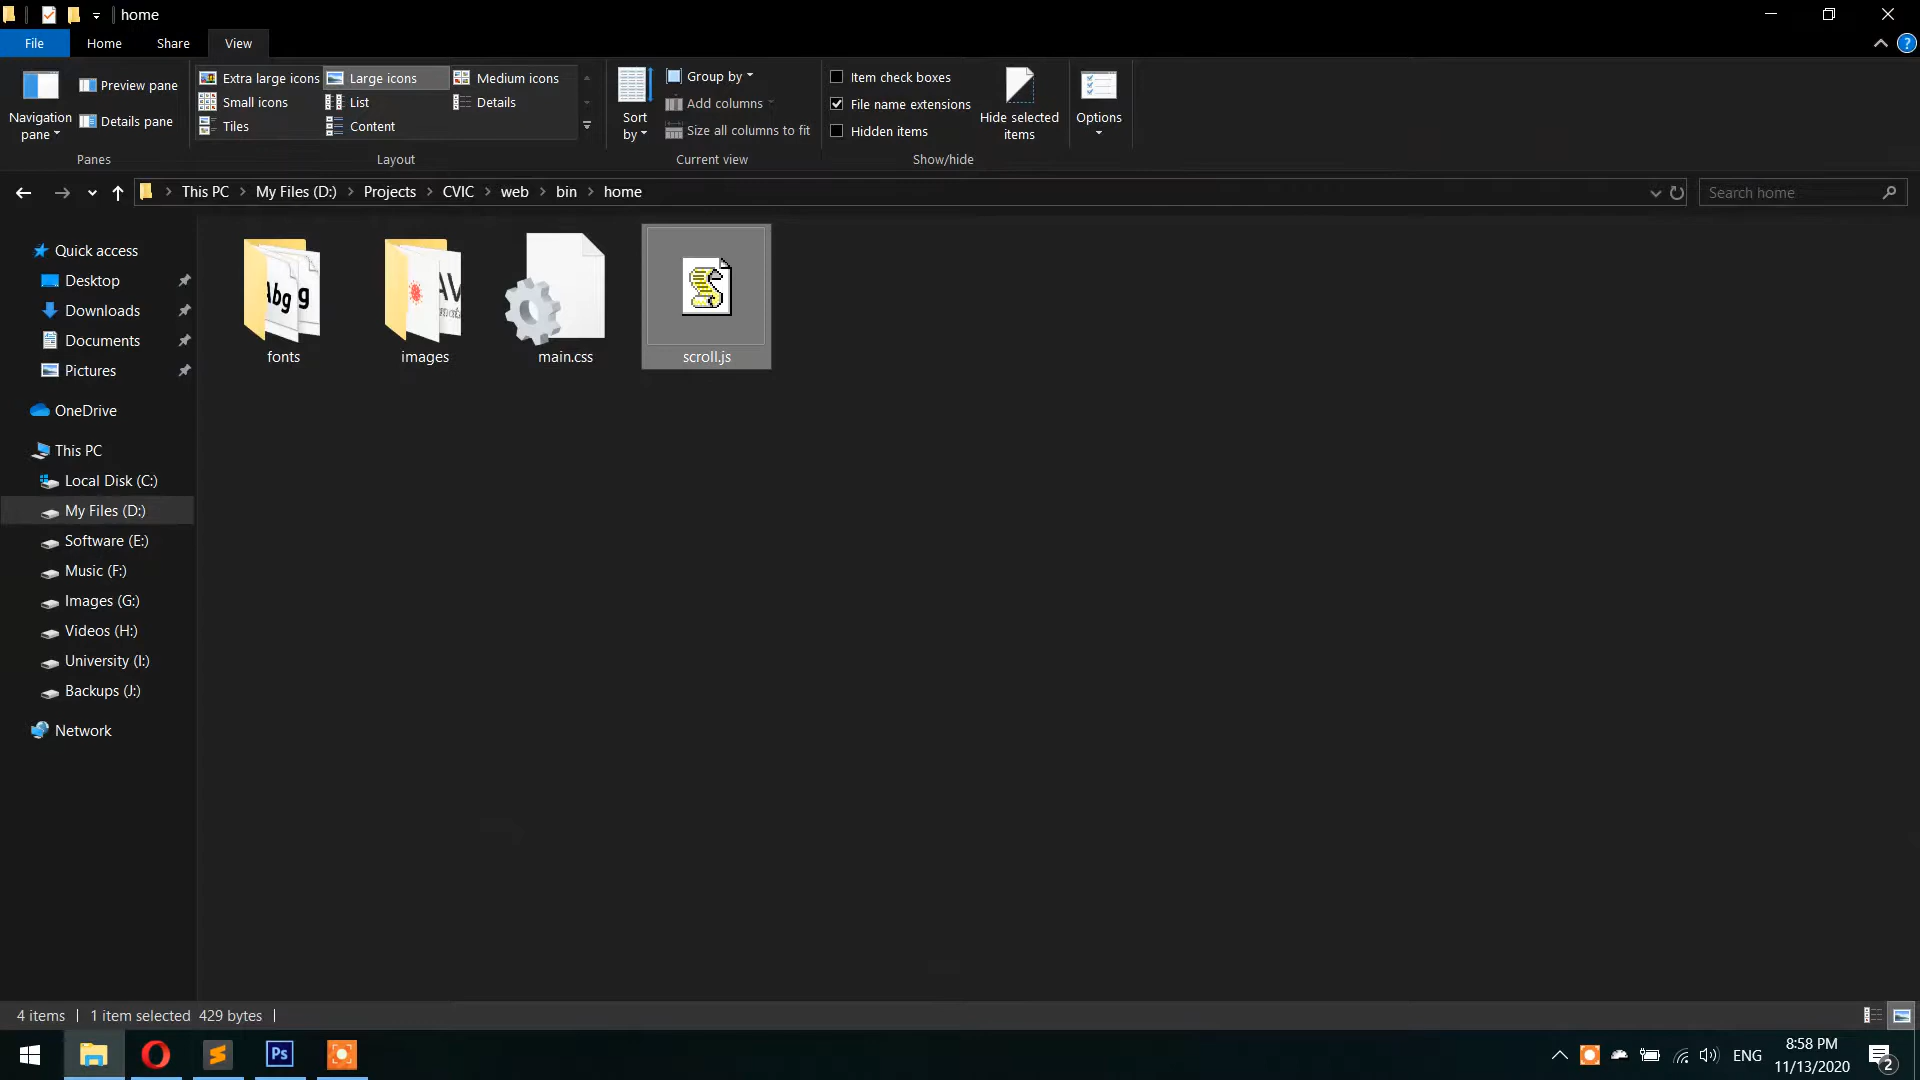 home
File Home Share View
Navigation pane
Preview pane
Details pane
Panes
Extra large icons Large icons Medium icons
Small icons List Details
Tiles Content
Layout
Sort by
Group by
Add columns
Size all columns to fit
Current view
Item check boxes
File name extensions
Hidden items
Hide selected items
Show/hide
Options
This PC My Files (D:) Projects CVIC web bin home
Search home
Quick access
Desktop
Downloads
Documents
Pictures
OneDrive
This PC
Local Disk (C:)
My Files (D:)
Software (E:)
Music (F:)
Images (G:)
Videos (H:)
University (I:)
Backups (J:)
Network
Abg g
AV
fonts images main.css scroll.js
4 items 1 item selected 429 bytes
Ps
ENG
8:58 PM
11/13/2020
2